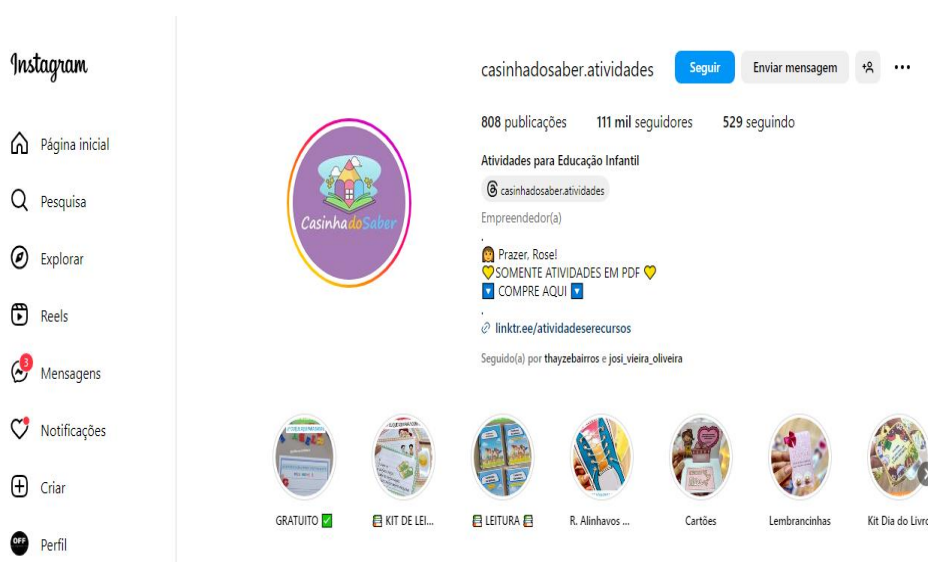 Instagram
Página inicial
Pesquisa
Explorar
Reels
3
Mensagens
Notificações
Criar
OFF
Perfil
casinhadosaber.atividades
Seguir
Enviar mensagem
808 publicações 111 mil seguidores 529 seguindo
Atividades para Educação Infantil
casinhadosaber.atividades
Empreendedor(a)
.
👩 Prazer, Rose!
💛SOMENTE ATIVIDADES EM PDF 💛
🔽 COMPRE AQUI 🔽
.
linktr.ee/atividadeserecursos
Seguido(a) por thayzebairros e josi_vieira_oliveira
CasinhadoSaber
GRATUITO ✅
📗 KIT DE LEI...
📗 LEITURA 📗
R. Alinhavos ...
Cartões
Lembrancinhas
Kit Dia do Livro